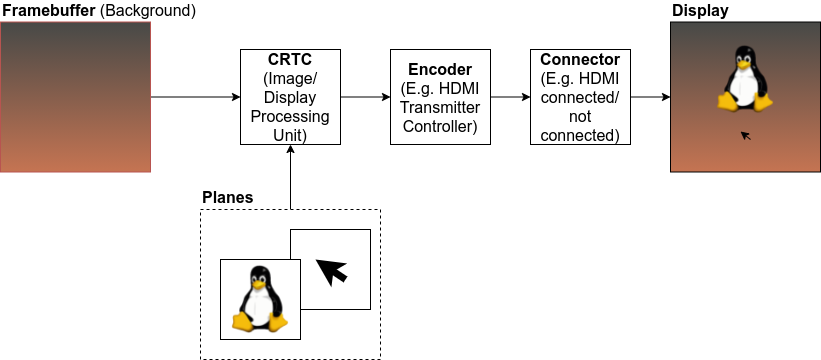 Framebuffer (Background)
CRTC
(Image/
Display
Processing
Unit)
Encoder
(E.g. HDMI
Transmitter
Controller)
Connector
(E.g. HDMI
connected/
not
connected)
Display
Planes